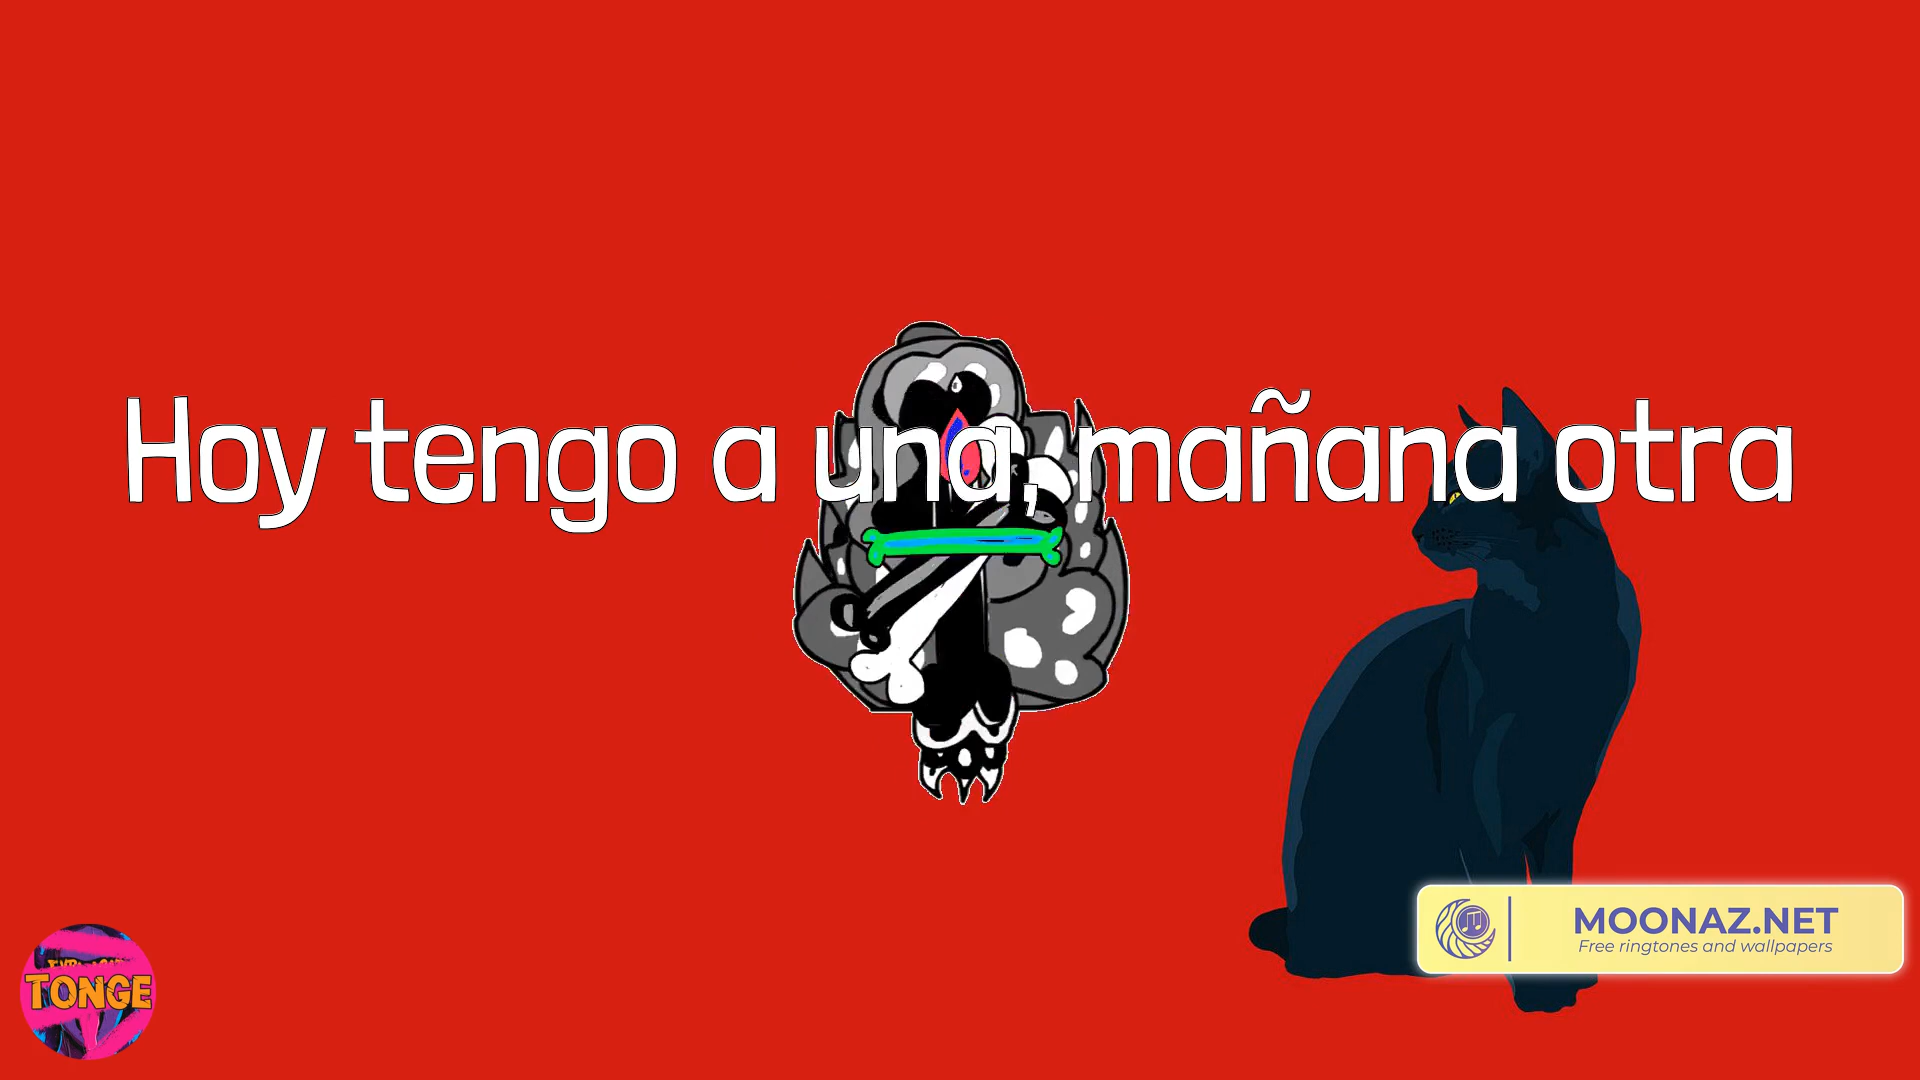 Hoy tengo a una, mañana otra
MOONAZ.NET
Free ringtones and wallpapers
TONGE